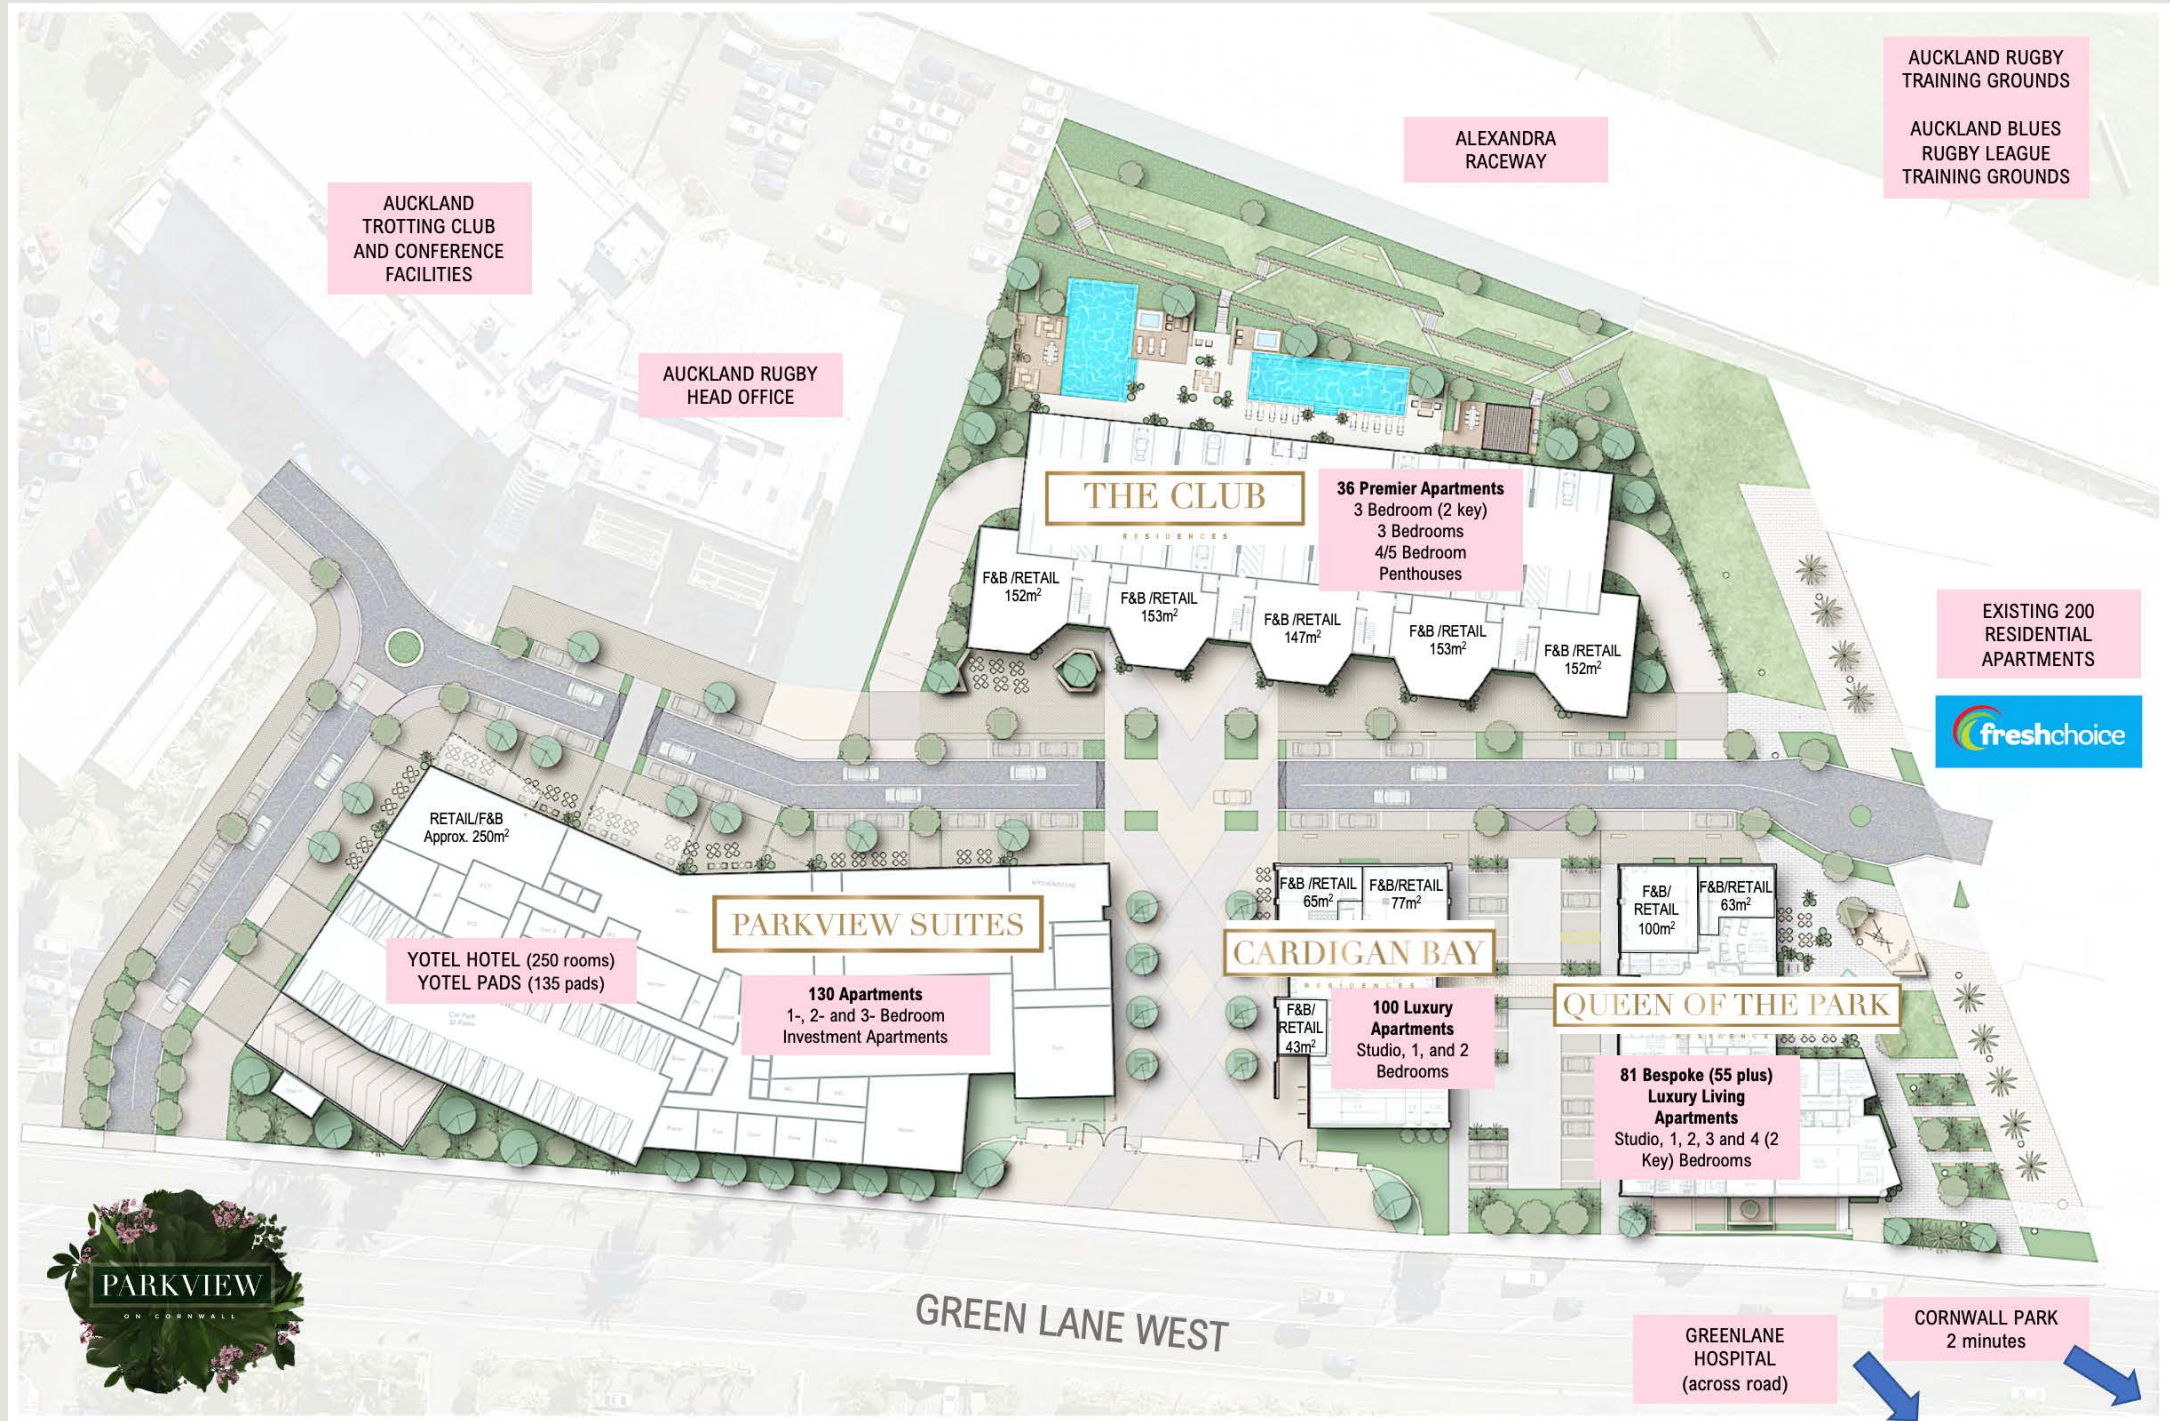 AUCKLAND RUGBY
TRAINING GROUNDS
AUCKLAND BLUES
RUGBY LEAGUE
TRAINING GROUNDS
ALEXANDRA
RACEWAY
AUCKLAND
TROTTING CLUB
AND CONFERENCE
FACILITIES
AUCKLAND RUGBY
HEAD OFFICE
THE CLUB
RESIDENCES
36 Premier Apartments
3 Bedroom (2 key)
3 Bedrooms
4/5 Bedroom
Penthouses
F&B /RETAIL
152m²
F&B /RETAIL
153m²
F&B /RETAIL
147m²
F&B /RETAIL
153m²
F&B /RETAIL
152m²
EXISTING 200
RESIDENTIAL
APARTMENTS
freshchoice
RETAIL/F&B
Approx. 250m²
PARKVIEW SUITES
YOTEL HOTEL (250 rooms)
YOTEL PADS (135 pads)
130 Apartments
1-, 2- and 3- Bedroom
Investment Apartments
F&B /RETAIL
65m²
F&B/RETAIL
77m²
CARDIGAN BAY
RESIDENCES
F&B/
RETAIL
43m²
100 Luxury
Apartments
Studio, 1, and 2
Bedrooms
F&B/
RETAIL
100m²
F&B/RETAIL
63m²
QUEEN OF THE PARK
RESIDENCE
81 Bespoke (55 plus)
Luxury Living
Apartments
Studio, 1, 2, 3 and 4 (2
Key) Bedrooms
PARKVIEW
ON CORNWALL
GREEN LANE WEST
GREENLANE
HOSPITAL
(across road)
CORNWALL PARK
2 minutes